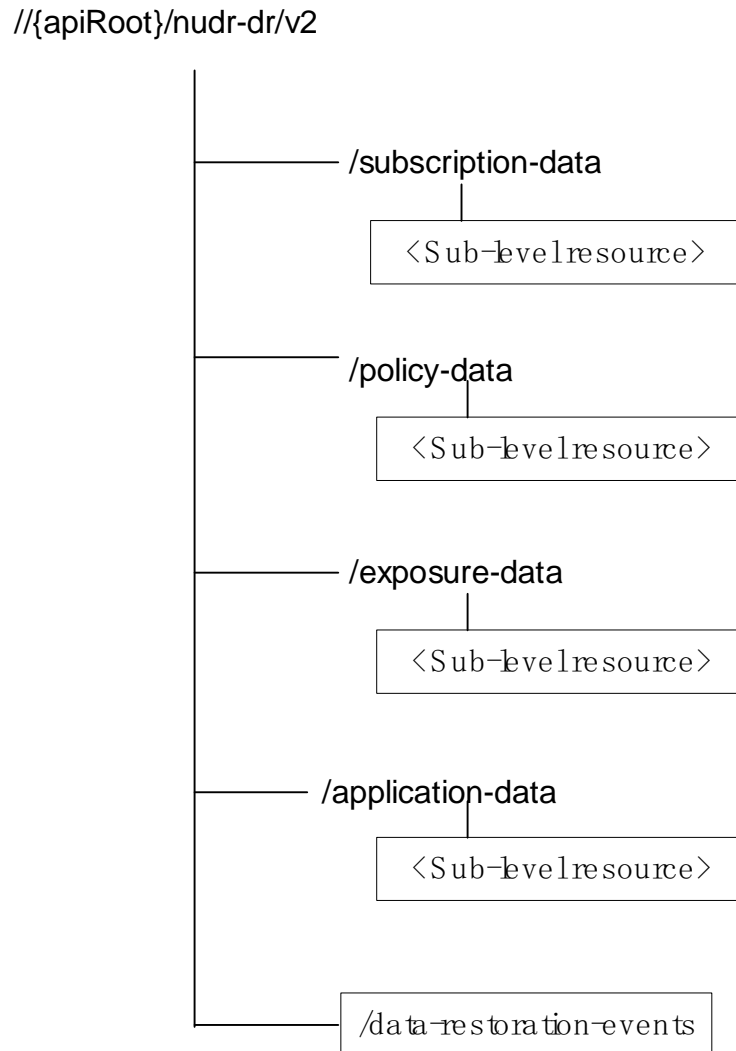 //{apiRoot}/nudr-dr/v2
/subscription-data
<Sub-levelresource>
/policy-data
<Sub-levelresource>
/exposure-data
<Sub-levelresource>
/application-data
<Sub-levelresource>
/data-restoration-events